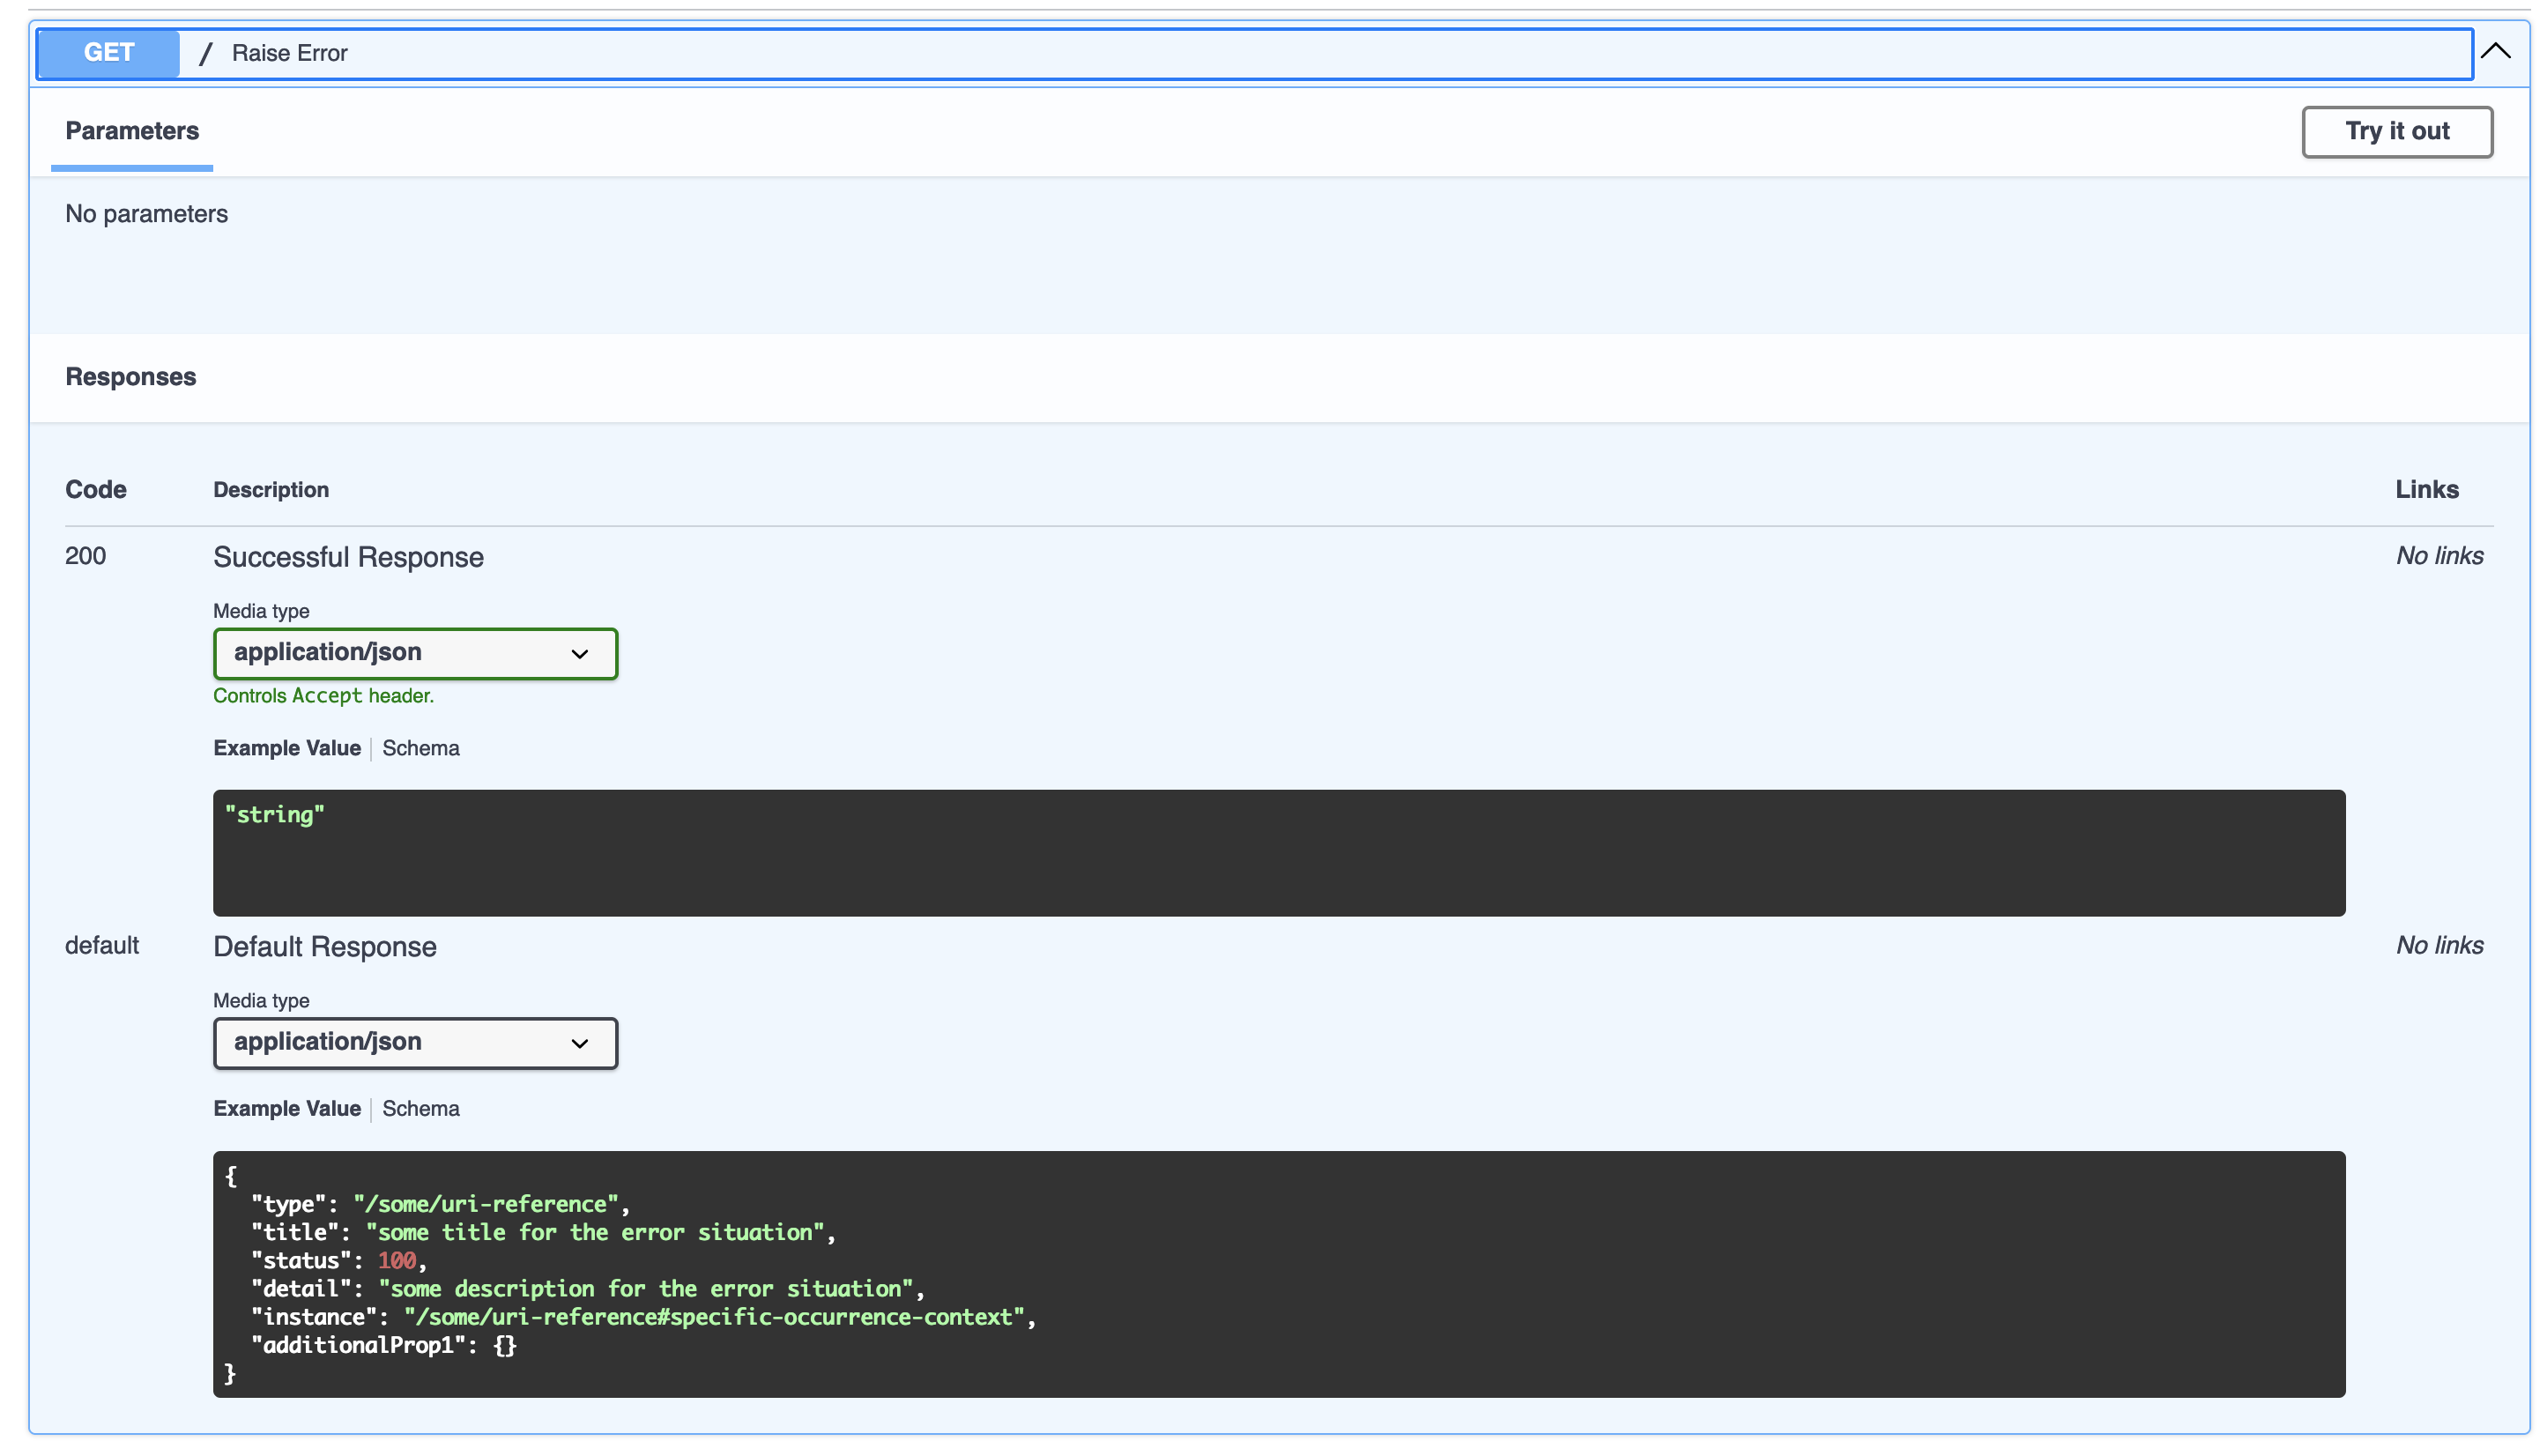 GET / Raise Error
Parameters
Try it out
No parameters
Responses
Code Description Links
200 Successful Response No links
Media type
application/json
Controls Accept header.
Example Value Schema
"string"
default Default Response No links
Media type
application/json
Example Value Schema
{
"type": "/some/uri-reference",
"title": "some title for the error situation",
"status": 100,
"detail": "some description for the error situation",
"instance": "/some/uri-reference#specific-occurrence-context",
"additionalProp1": {}
}